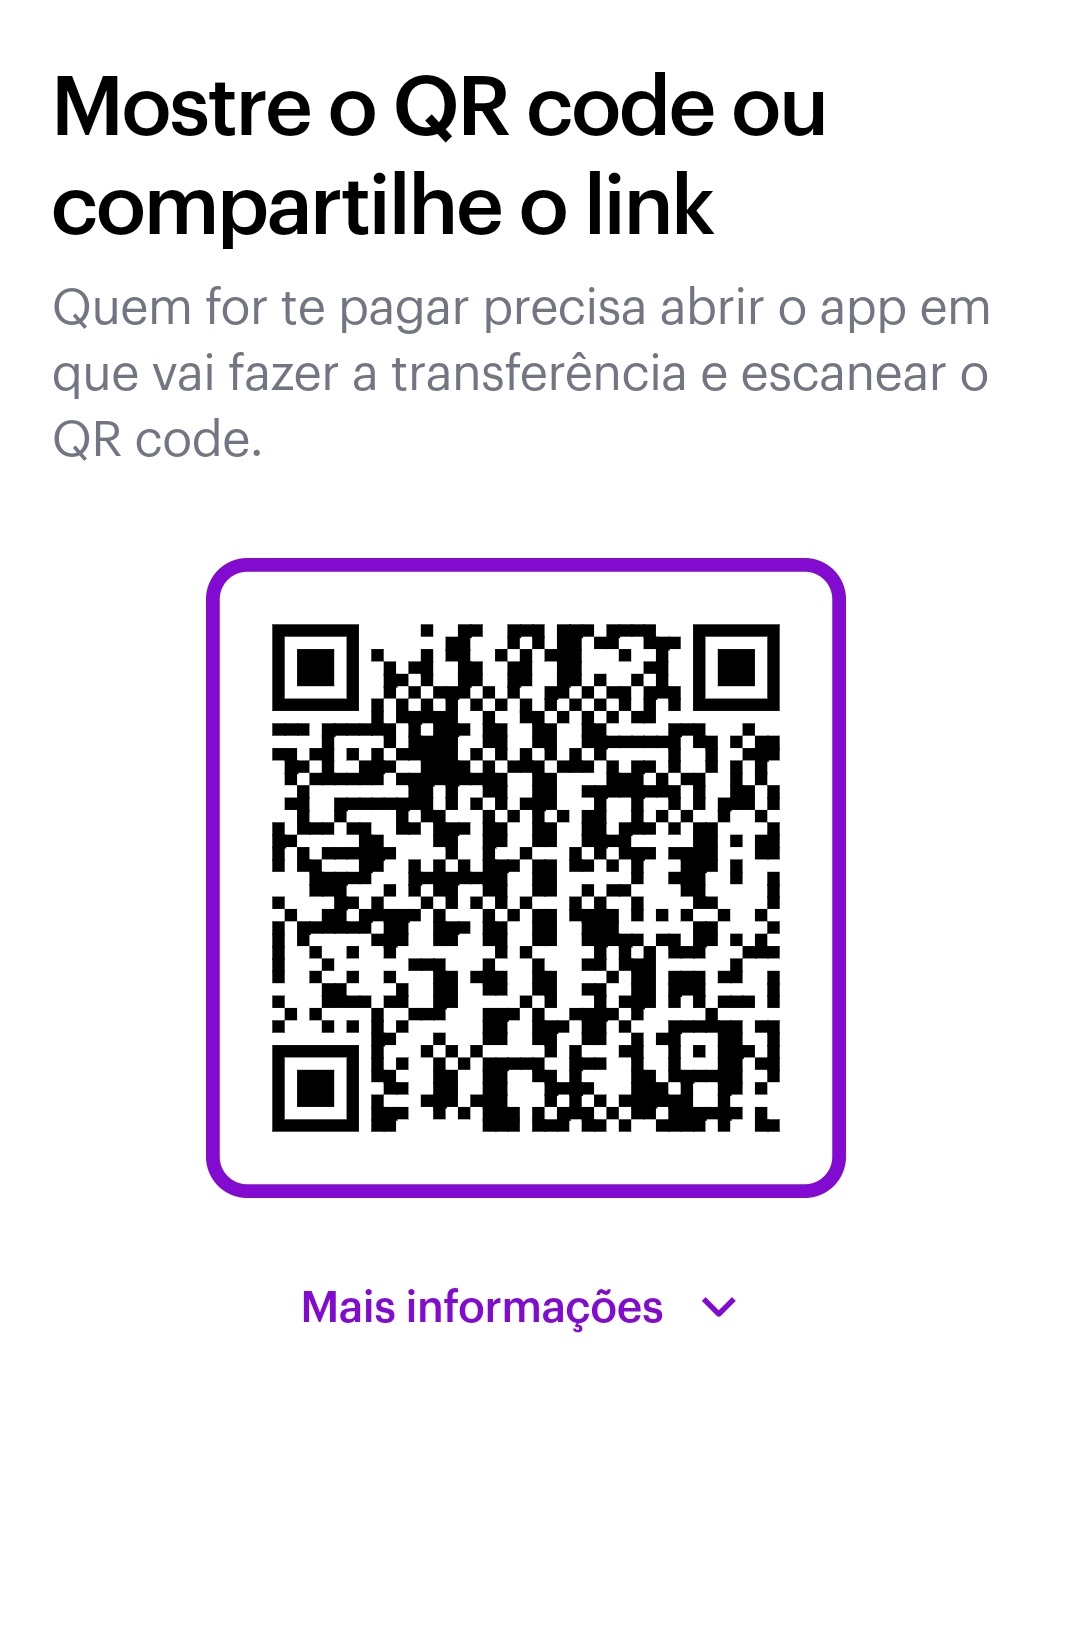 Mostre o QR code ou
compartilhe o link
Quem for te pagar precisa abrir o app em
que vai fazer a transferência e escanear o
QR code.
Mais informações